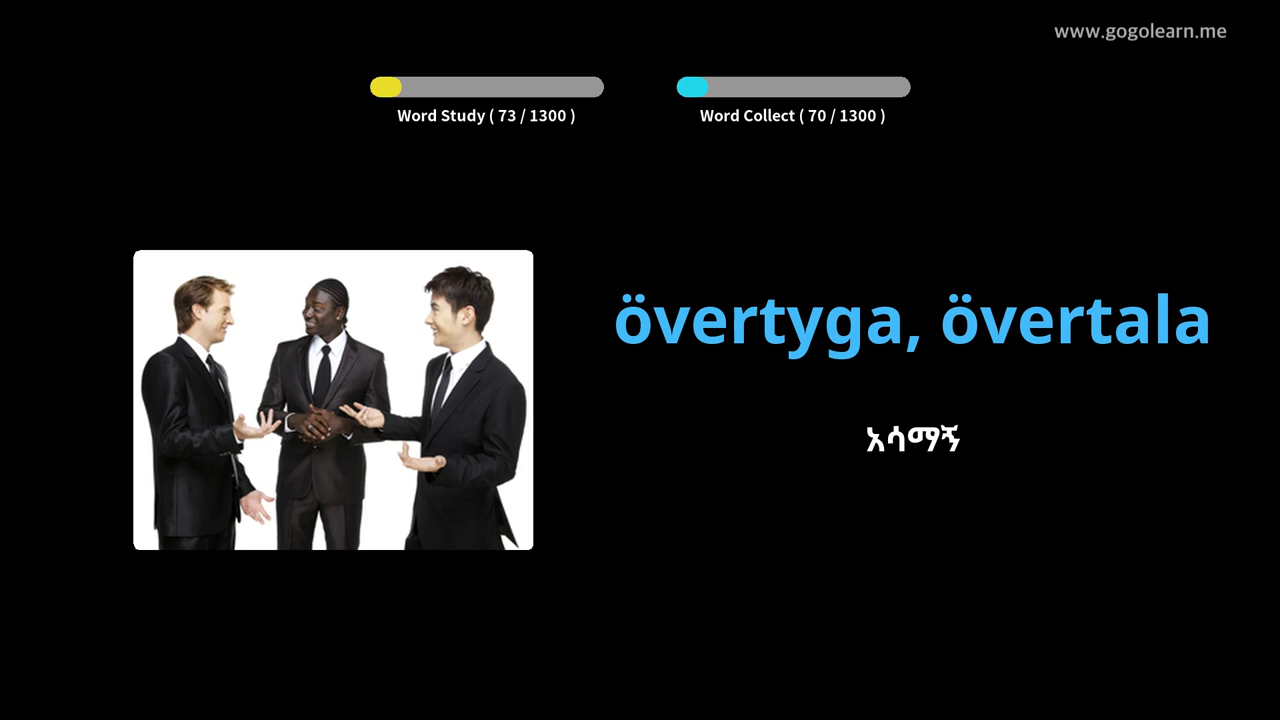 www.gogolearn.me
Word Study ( 73 / 1300 )
Word Collect ( 70 / 1300 )
övertyga, övertala
አሳማኝ